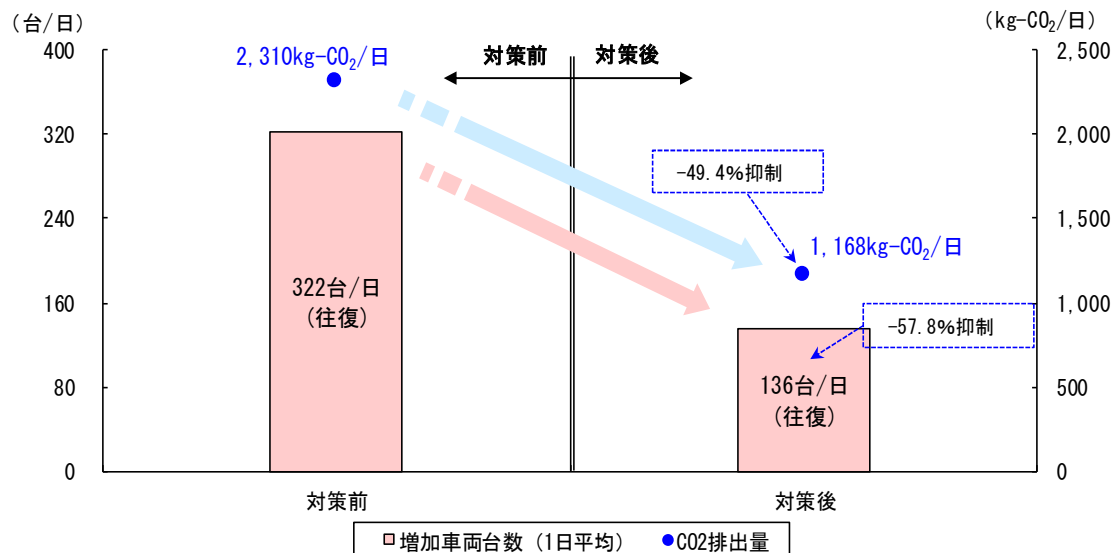 (台/日)
(kg-CO₂/日)
400
320
240
160
80
0
2,500
2,000
1,500
1,000
500
0
2,310kg-CO₂/日
対策前
対策後
-49.4%抑制
1,168kg-CO₂/日
322台/日
(往復)
-57.8%抑制
136台/日
(往復)
対策前
対策後
増加車両台数(1日平均)
CO2排出量